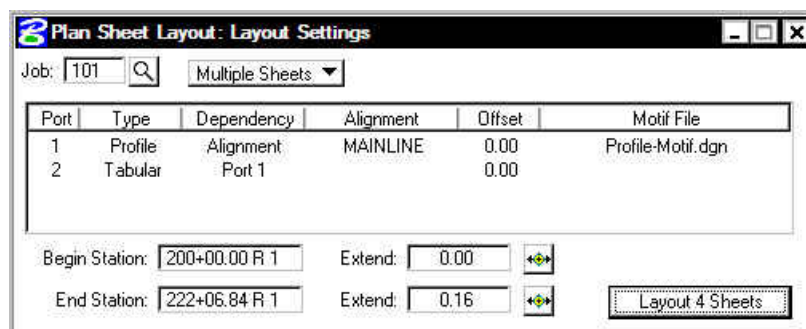 Plan Sheet Layout: Layout Settings
Job: 101 Multiple Sheets
Port Type Dependency Alignment Offset Motif File
1 Profile Alignment MAINLINE 0.00 Profile-Motif.dgn
2 Tabular Port 1 0.00
Begin Station: 200+00.00 R 1 Extend: 0.00
End Station: 222+06.84 R 1 Extend: 0.16 Layout 4 Sheets